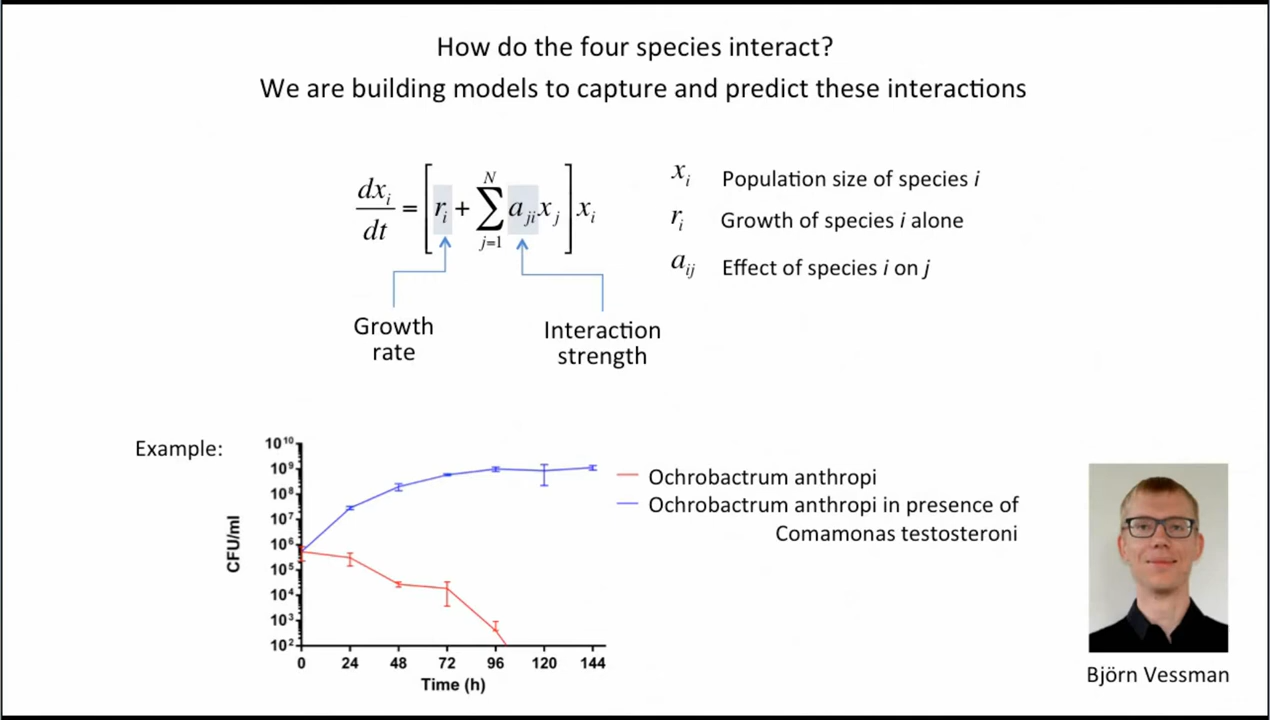 How do the four species interact?
We are building models to capture and predict these interactions
dx_i/dt = [r_i + ∑_{j=1}^{N} a_{ji} x_j] x_i
x_i Population size of species i
r_i Growth of species i alone
a_{ij} Effect of species i on j
Growth
rate
Interaction
strength
Example:
CFU/ml
10^10
10^9
10^8
10^7
10^6
10^5
10^4
10^3
10^2
0 24 48 72 96 120 144
Time (h)
Ochrobactrum anthropi
Ochrobactrum anthropi in presence of
Comamonas testosteroni
Björn Vessman